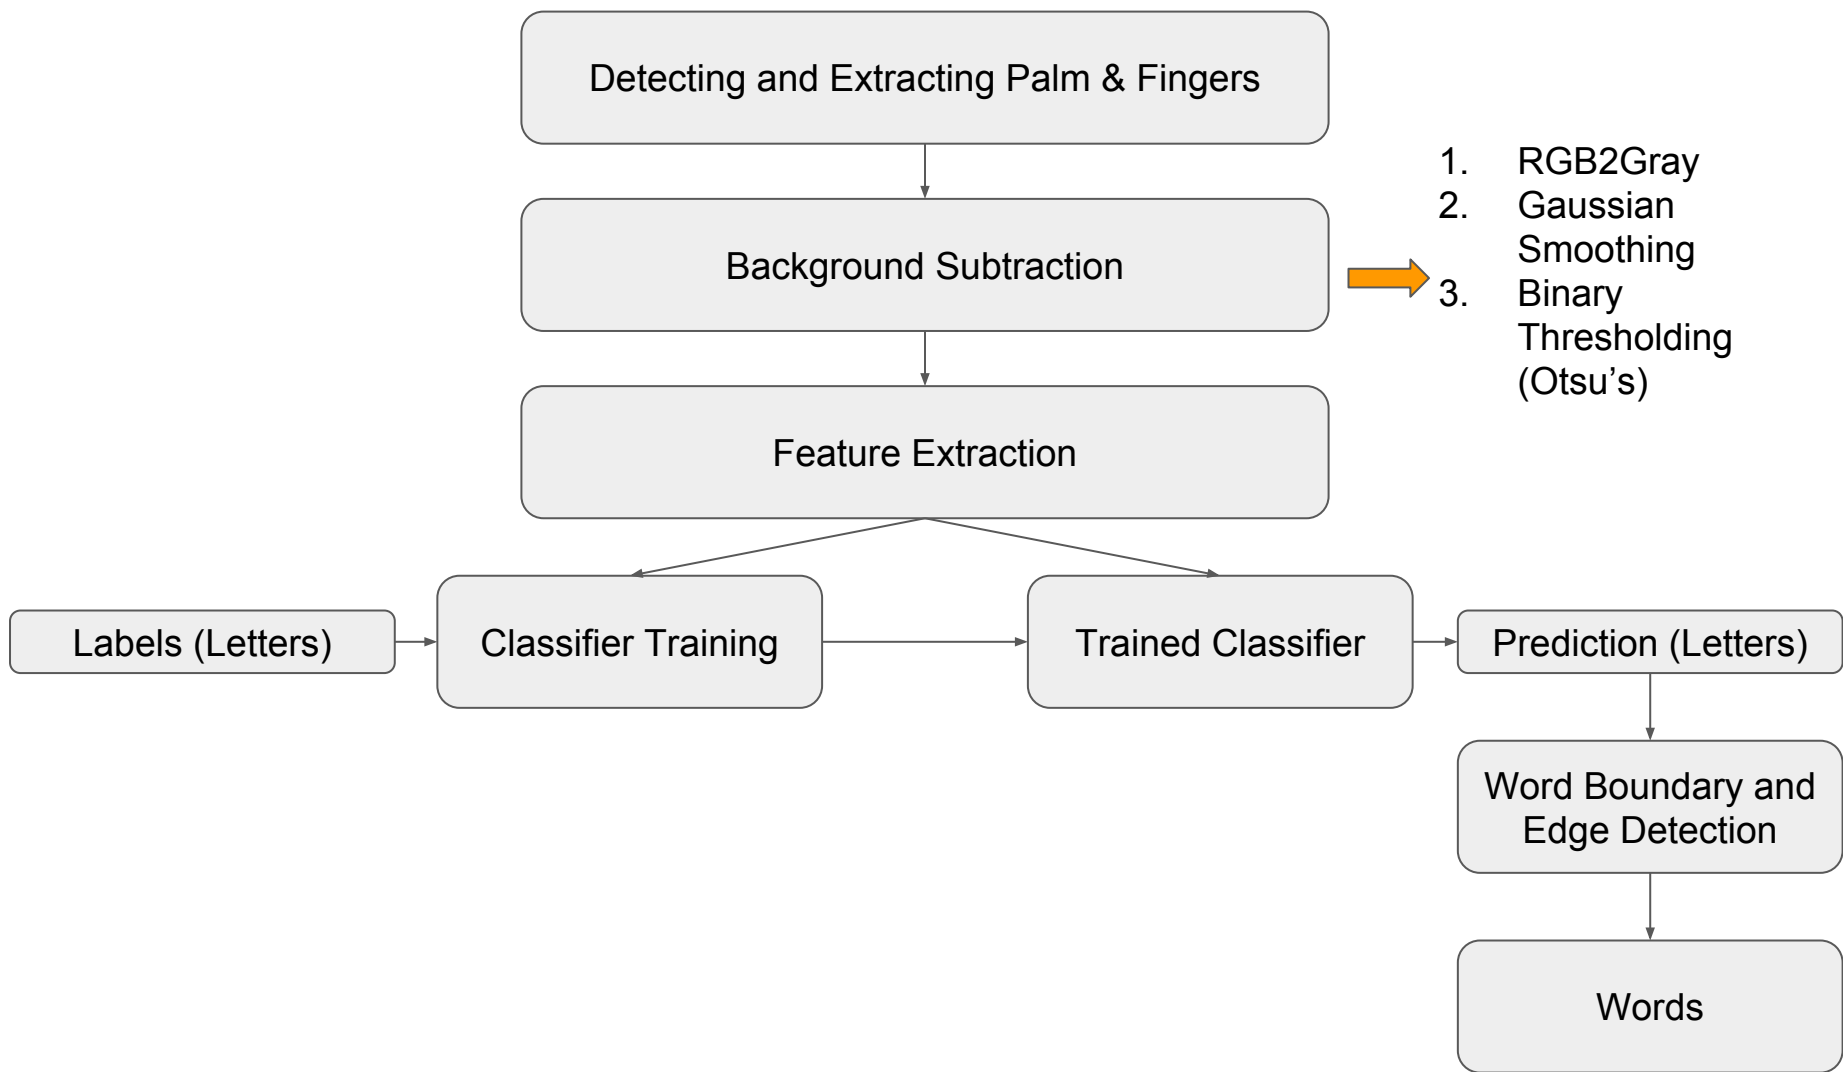 Detecting and Extracting Palm & Fingers
Background Subtraction
1. RGB2Gray
2. Gaussian
Smoothing
3. Binary
Thresholding
(Otsu’s)
Feature Extraction
Labels (Letters)
Classifier Training
Trained Classifier
Prediction (Letters)
Word Boundary and
Edge Detection
Words